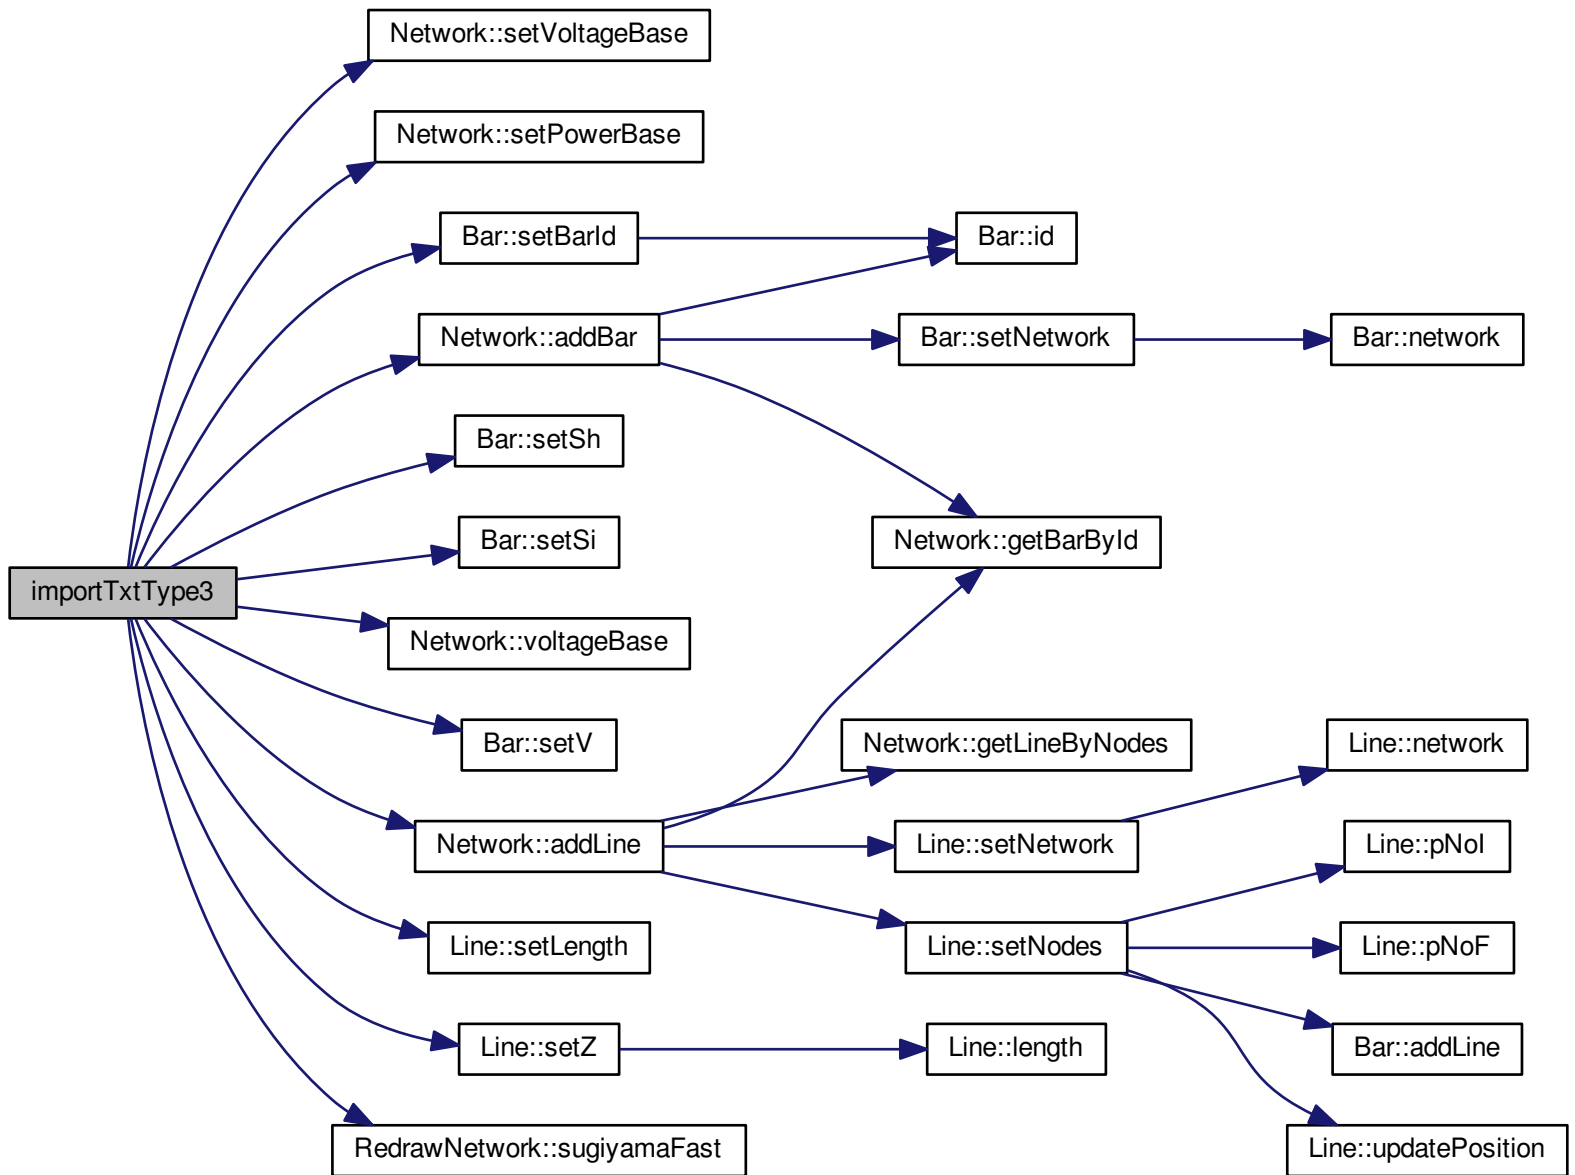 Network::setVoltageBase
Network::setPowerBase
Bar::setBarId
Bar::id
Network::addBar
Bar::setNetwork
Bar::network
Bar::setSh
Bar::setSi
Network::getBarById
importTxtType3
Network::voltageBase
Bar::setV
Network::getLineByNodes
Line::network
Network::addLine
Line::setNetwork
Line::pNoI
Line::setLength
Line::setNodes
Line::pNoF
Line::setZ
Line::length
Bar::addLine
RedrawNetwork::sugiyamaFast
Line::updatePosition